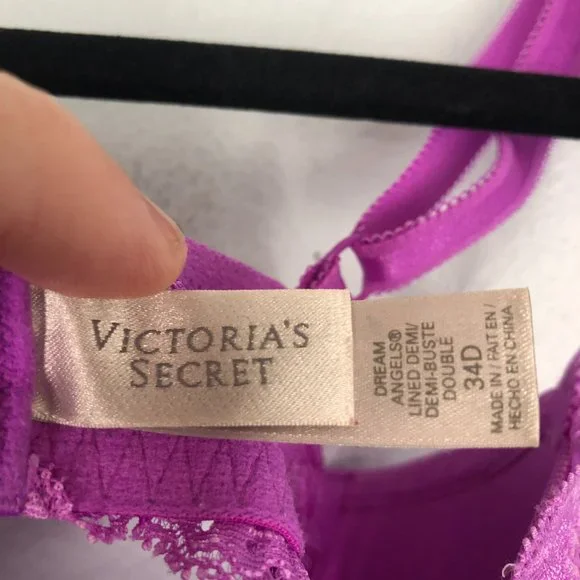 VICTORIA'S
SECRET
DREAM
ANGELS®
LINED DEMI/
DEMI-BUSTE
DOUBLÉ
34D
MADE IN / FAIT EN /
HECHO EN CHINA